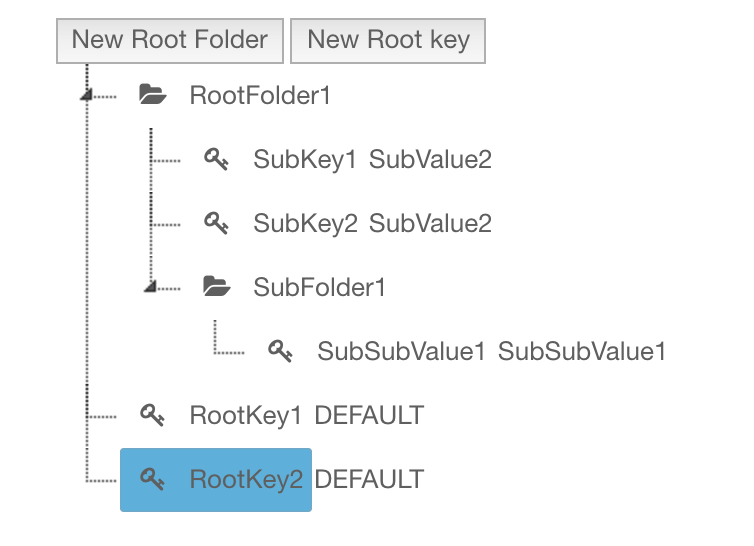 New Root Folder New Root key
RootFolder1
SubKey1 SubValue2
SubKey2 SubValue2
SubFolder1
SubSubValue1 SubSubValue1
RootKey1 DEFAULT
RootKey2 DEFAULT